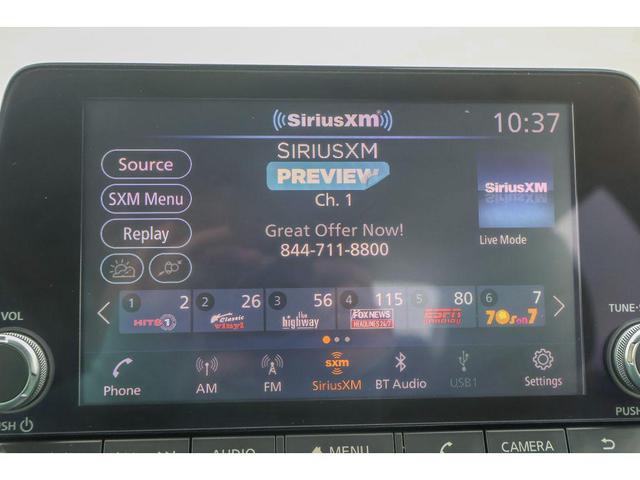 SiriusXM
10:37
SIRIUSXM
PREVIEW
Ch. 1
Great Offer Now!
844-711-8800
Source
SXM Menu
Replay
SiriusXM
Live Mode
1 2
HITS 1
2 26
Classic vinyl
3 56
the highway
4 115
FOX NEWS
HEADLINES 24/7
5 80
ESPN
radio
6 7
70s on 7
VOL
TUNE·
Phone
AM
FM
sxm
SiriusXM
BT Audio
USB1
Settings
PUSH
PUSH
AUDIO
MENU
CAMERA